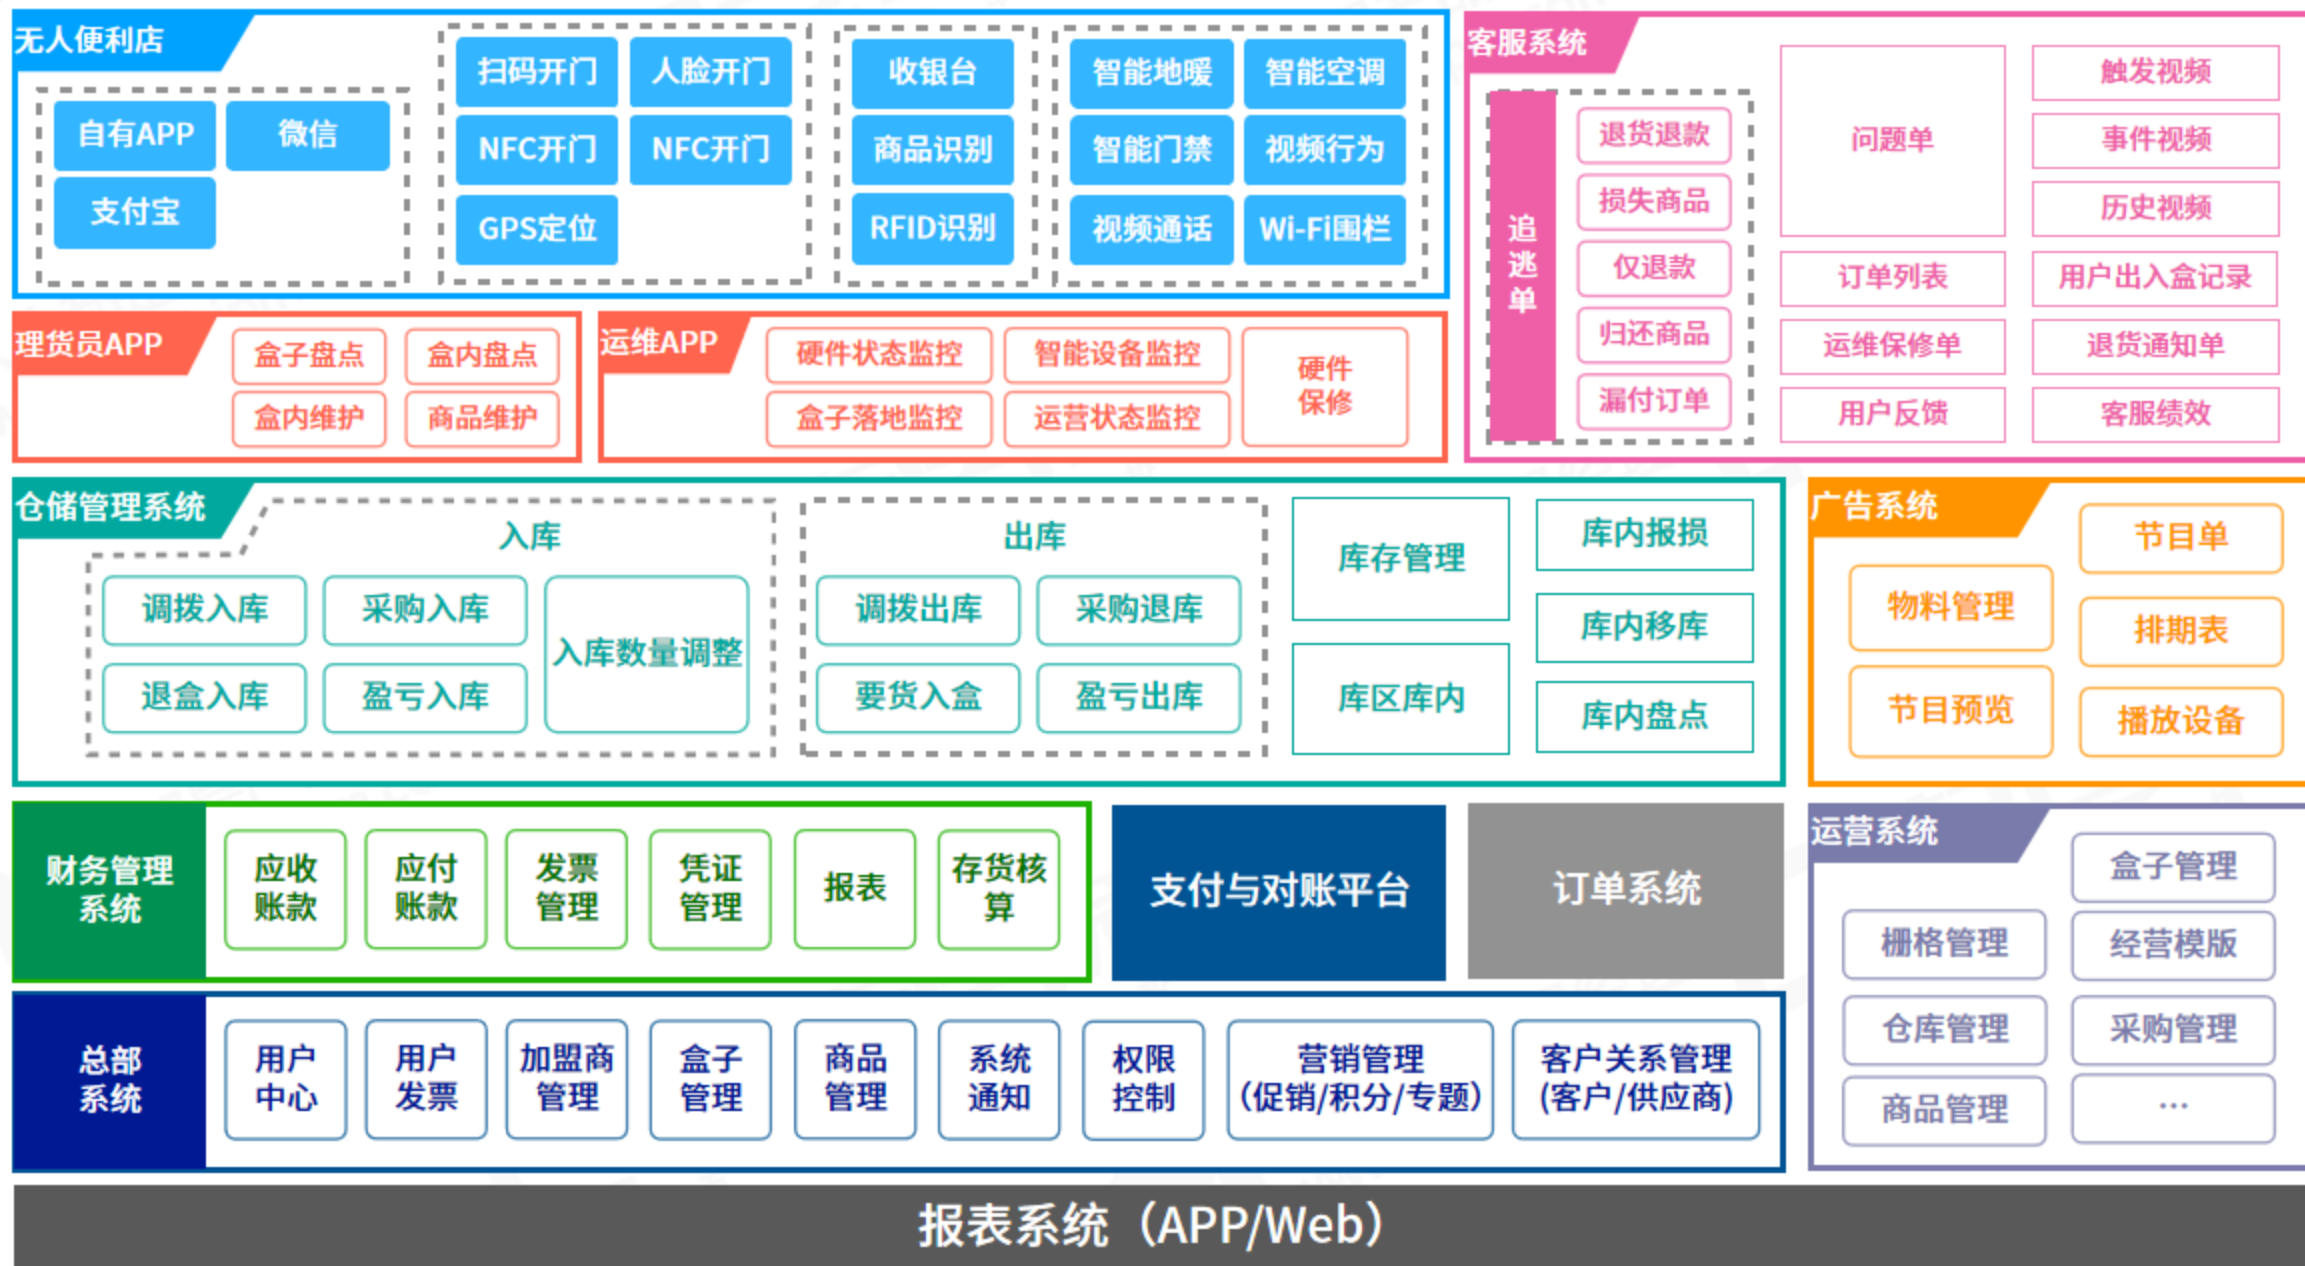 无人便利店
自有APP
微信
支付宝
扫码开门
人脸开门
NFC开门
NFC开门
GPS定位
收银台
商品识别
RFID识别
智能地暖
智能空调
智能门禁
视频行为
视频通话
Wi-Fi围栏
客服系统
追
逃
单
退货退款
损失商品
仅退款
归还商品
漏付订单
问题单
触发视频
事件视频
历史视频
订单列表
用户出入盒记录
运维保修单
退货通知单
用户反馈
客服绩效
理货员APP
盒子盘点
盒内盘点
盒内维护
商品维护
运维APP
硬件状态监控
智能设备监控
盒子落地监控
运营状态监控
硬件
保修
仓储管理系统
入库
调拨入库
采购入库
退盒入库
盈亏入库
入库数量调整
出库
调拨出库
采购退库
要货入盒
盈亏出库
库存管理
库区库内
库内报损
库内移库
库内盘点
广告系统
节目单
物料管理
排期表
节目预览
播放设备
财务管理
系统
应收
账款
应付
账款
发票
管理
凭证
管理
报表
存货核
算
支付与对账平台
订单系统
运营系统
盒子管理
栅格管理
经营模版
仓库管理
采购管理
商品管理
...
总部
系统
用户
中心
用户
发票
加盟商
管理
盒子
管理
商品
管理
系统
通知
权限
控制
营销管理
（促销/积分/专题）
客户关系管理
(客户/供应商)
报表系统（APP/Web）